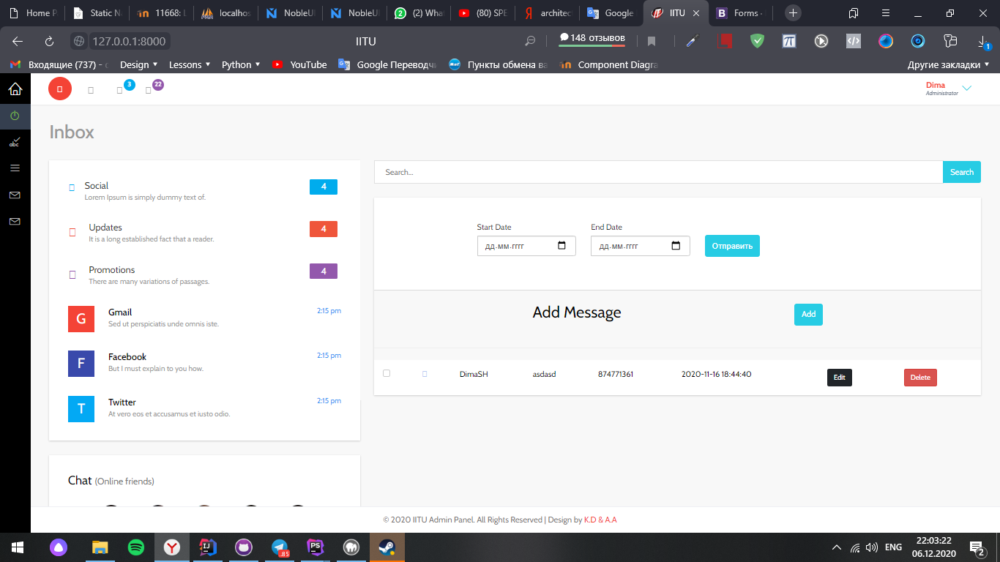 Home P
Static Na
11668: L
localhos
NobleU
NobleU
(2) Wha
(80) SPE
architec
Google
IITU
Forms ·
127.0.0.1:8000
IITU
148 отзывов
1
Входящие (737) - c
Design
Lessons
Python
YouTube
Google Переводчи
Пункты обмена ва
Component Diagra
Другие закладки
3
22
Dima
Administrator
abc
Inbox
Social
4
Lorem Ipsum is simply dummy text of.
Updates
4
It is a long established fact that a reader.
Promotions
4
There are many variations of passages.
G
Gmail
2:15 pm
Sed ut perspiciatis unde omnis iste.
F
Facebook
2:15 pm
But I must explain to you how.
T
Twitter
2:15 pm
At vero eos et accusamus et iusto odio.
Chat (Online friends)
Search...
Search
Start Date
End Date
дд.мм.гггг
дд.мм.гггг
Отправить
Add Message
Add
DimaSH
asdasd
874771361
2020-11-16 18:44:40
Edit
Delete
© 2020 IITU Admin Panel. All Rights Reserved | Design by K.D & A.A
ENG
22:03:22
06.12.2020
2